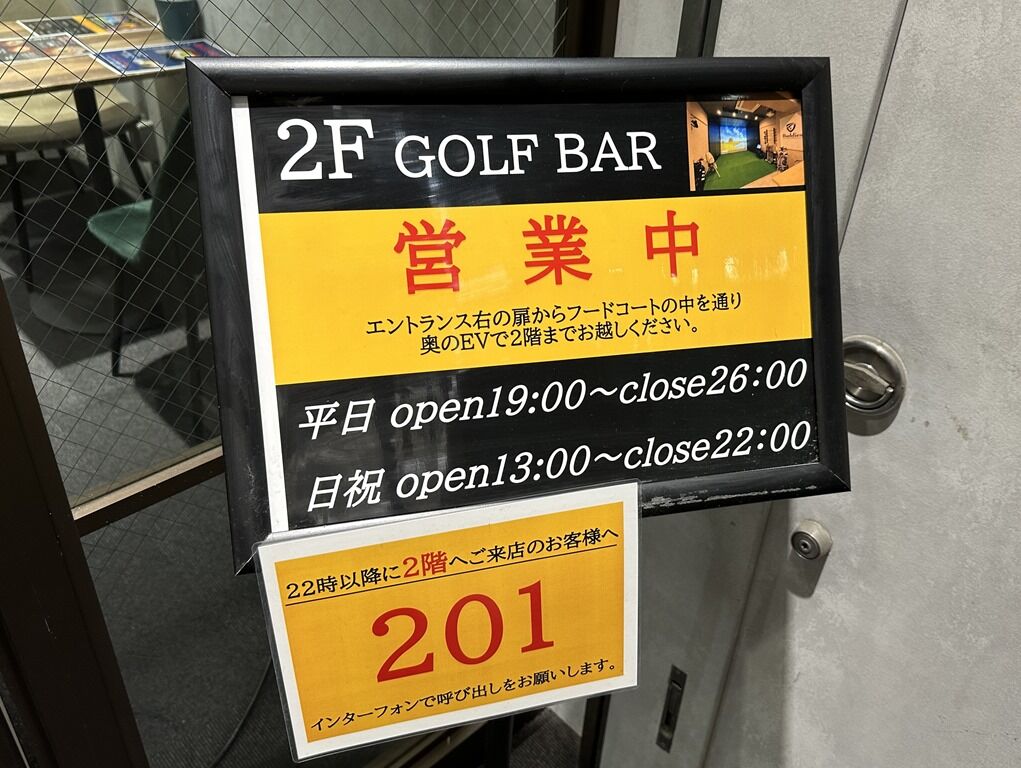 2F GOLF BAR
営業中
エントランス右の扉からフードコートの中を通り
奥のEVで2階までお越しください。
平日 open19:00～close26:00
日祝 open13:00～close22:00
22時以降に2階へご来店のお客様へ
201
インターフォンで呼び出しをお願いします。